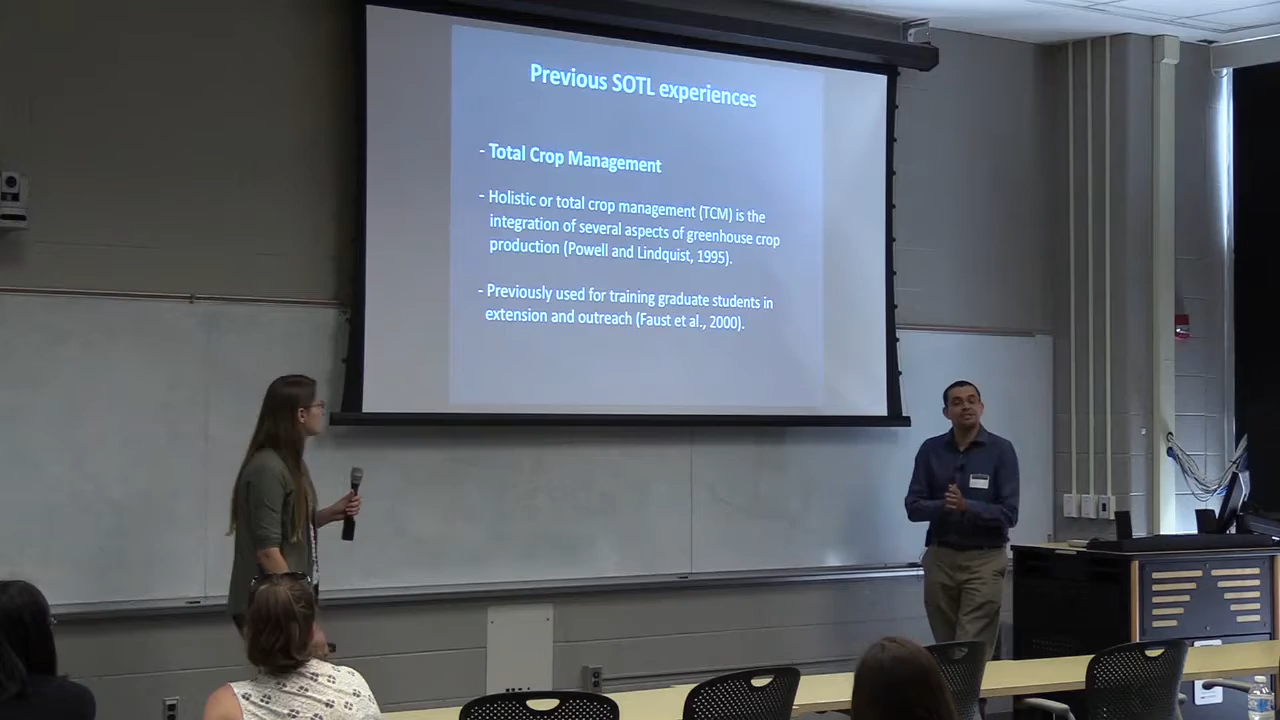 Previous SOTL experiences
- Total Crop Management
- Holistic or total crop management (TCM) is the
integration of several aspects of greenhouse crop
production (Powell and Lindquist, 1995).
- Previously used for training graduate students in
extension and outreach (Faust et al., 2000).